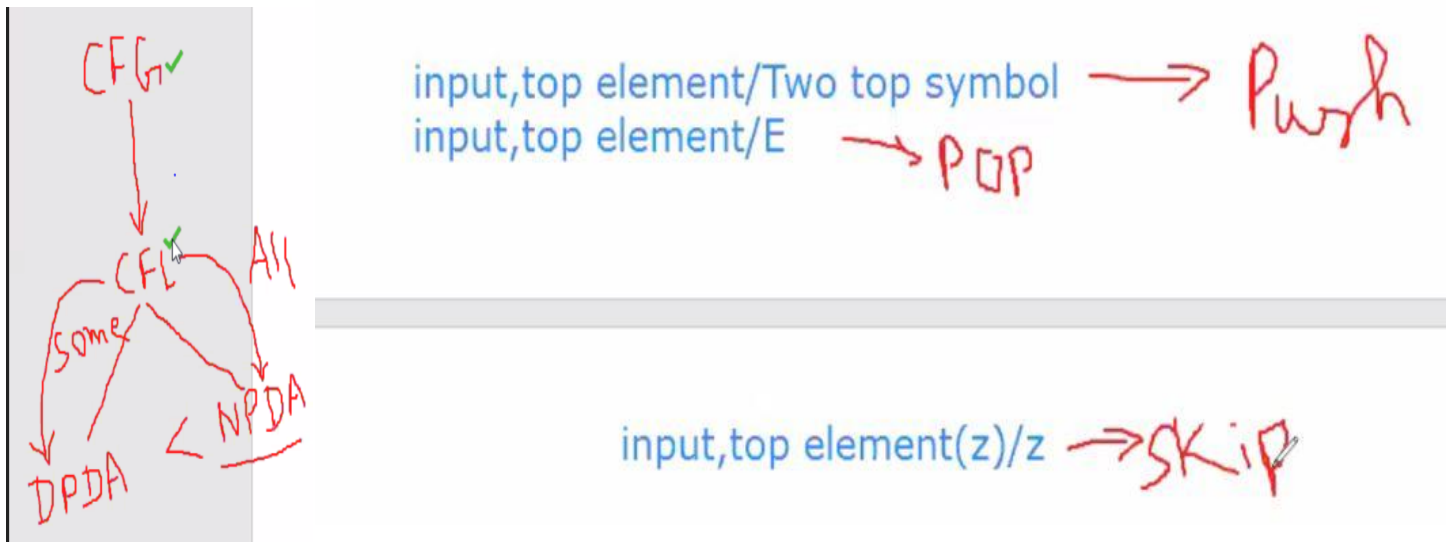 CFG
CFL
All
some
DPDA < NPDA
input,top element/Two top symbol → Push
input,top element/E → POP
input,top element(z)/z → SKip